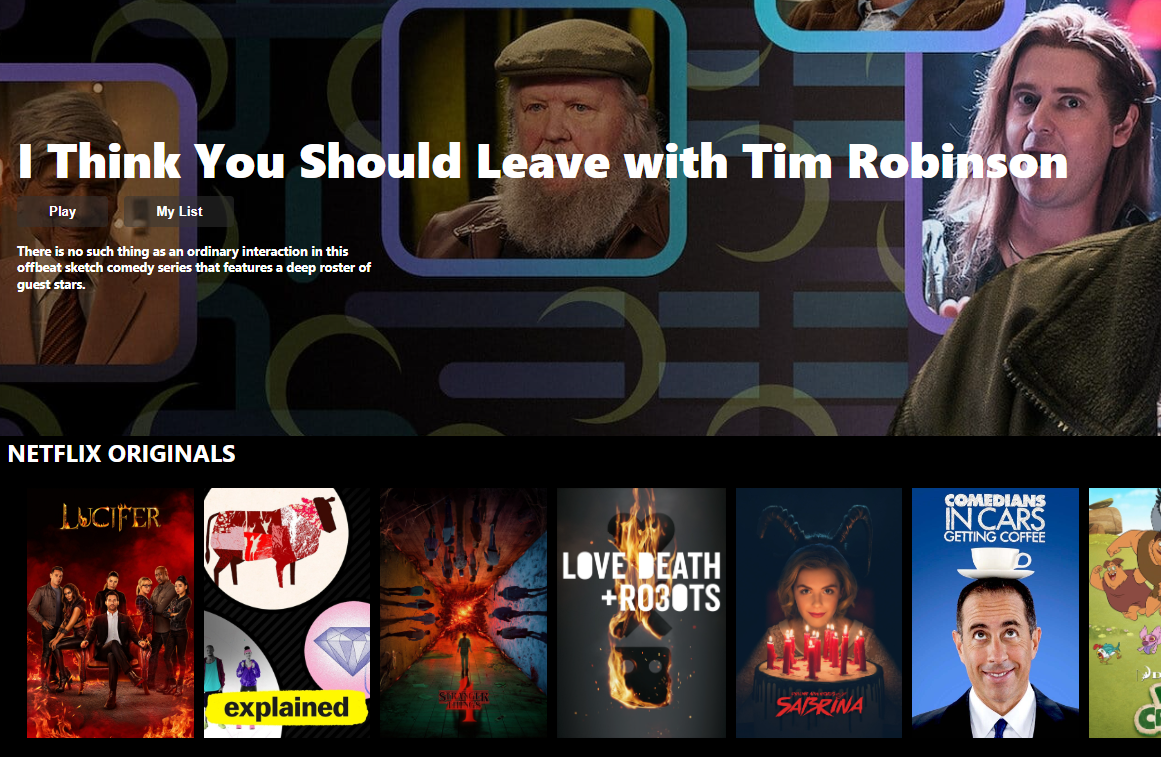 I Think You Should Leave with Tim Robinson
Play
My List
There is no such thing as an ordinary interaction in this
offbeat sketch comedy series that features a deep roster of
guest stars.
NETFLIX ORIGINALS
LUCIFER
explained
STRANGER
THINGS
4
LOVE DEATH
+RO3OTS
SABRINA
COMEDIANS
IN CARS
GETTING COFFEE